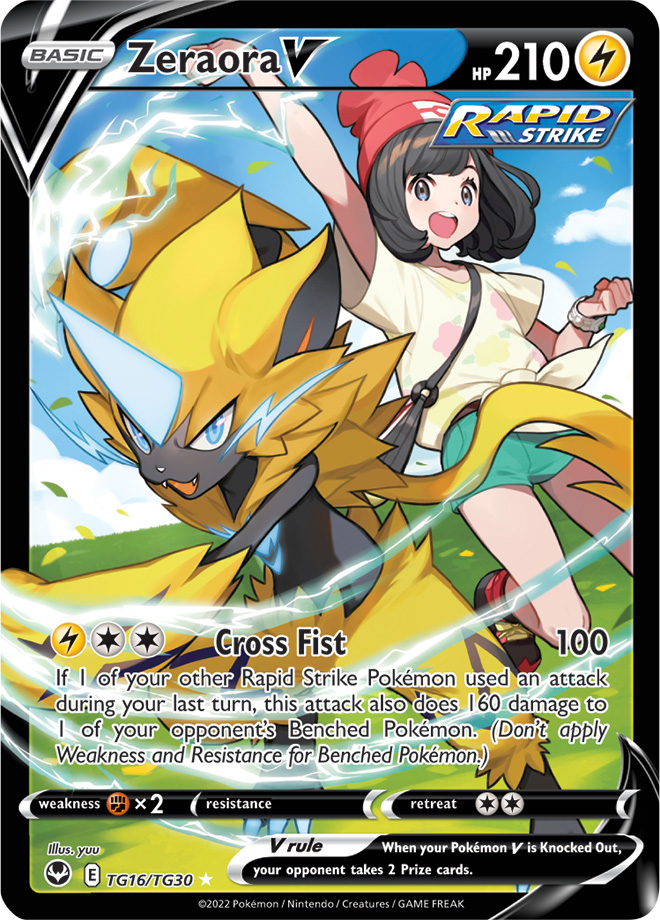 BASIC Zeraora V HP 210
RAPID
STRIKE
Cross Fist 100
If 1 of your other Rapid Strike Pokémon used an attack
during your last turn, this attack also does 160 damage to
1 of your opponent's Benched Pokémon. (Don't apply
Weakness and Resistance for Benched Pokémon.)
weakness ×2 resistance retreat
Illus. yuu
V rule When your Pokémon V is Knocked Out,
your opponent takes 2 Prize cards.
E TG16/TG30
©2022 Pokémon / Nintendo / Creatures / GAME FREAK